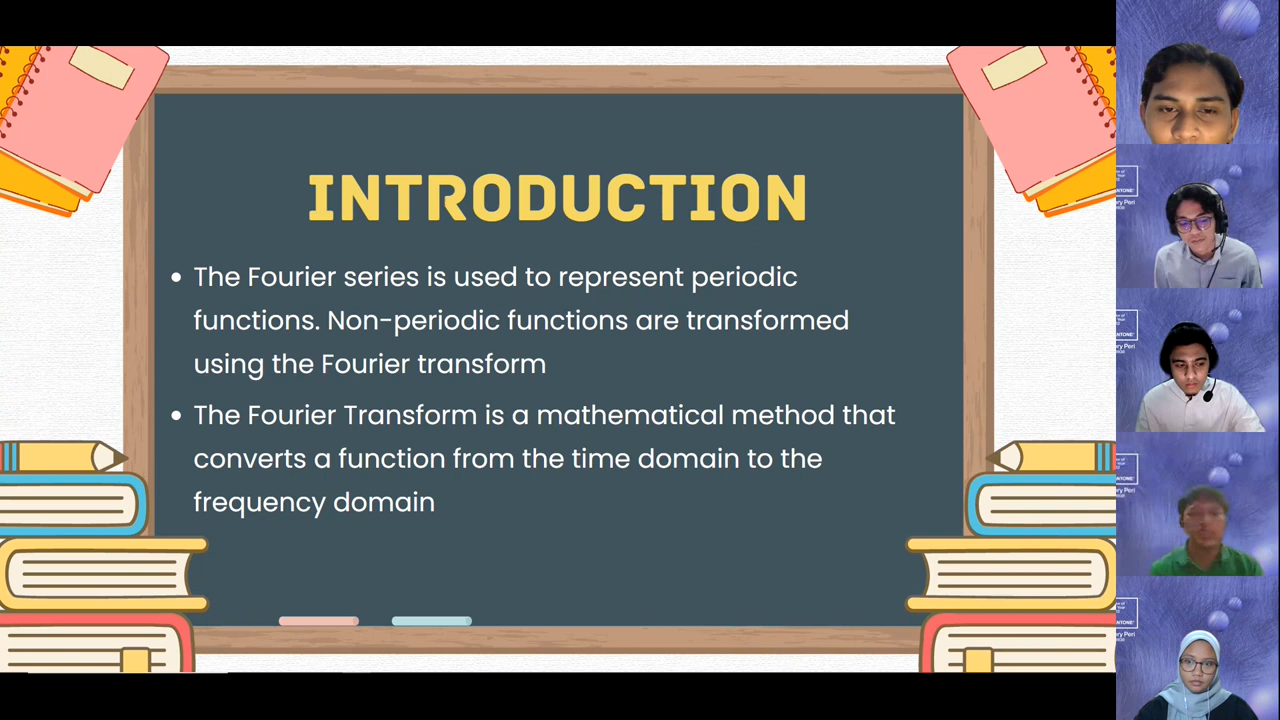 INTRODUCTION
• The Fourier series is used to represent periodic
functions. Non-periodic functions are transformed
using the Fourier transform
• The Fourier Transform is a mathematical method that
converts a function from the time domain to the
frequency domain